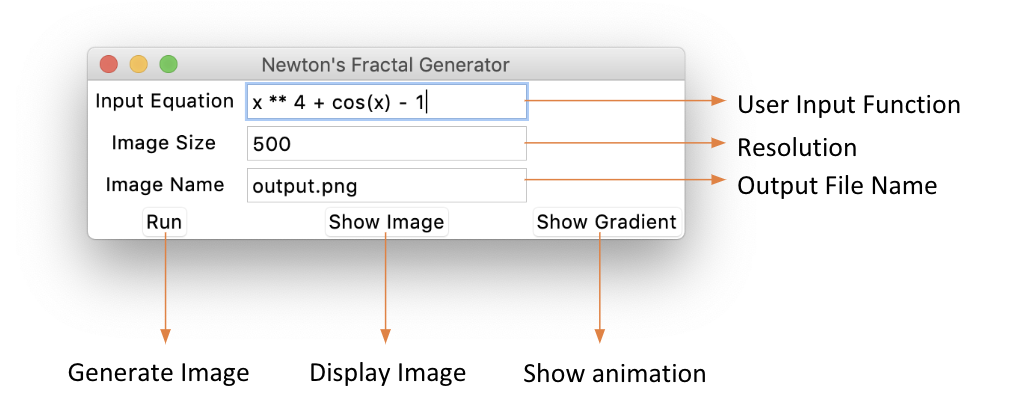 Newton's Fractal Generator
Input Equation x ** 4 + cos(x) - 1 User Input Function
Image Size 500 Resolution
Image Name output.png Output File Name
Run Show Image Show Gradient
Generate Image Display Image Show animation